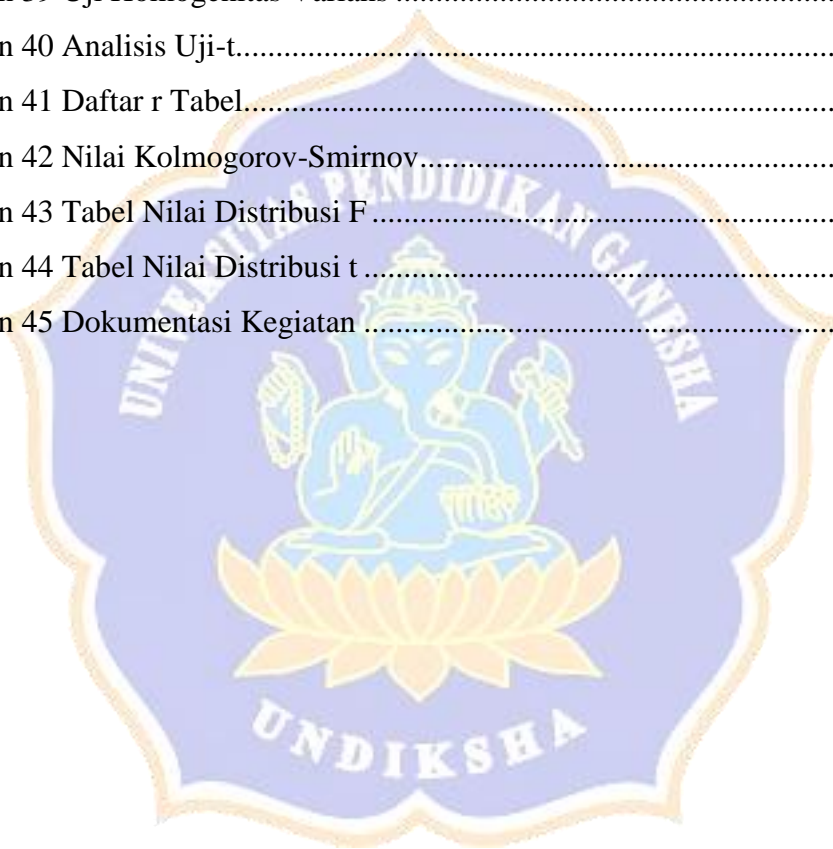 n 39 Uji Homogenitas Varians ........................................................
n 40 Analisis Uji-t...........................................................................
n 41 Daftar r Tabel..........................................................................
n 42 Nilai Kolmogorov-Smirnov....................................................
n 43 Tabel Nilai Distribusi F..........................................................
n 44 Tabel Nilai Distribusi t ...........................................................
n 45 Dokumentasi Kegiatan ...........................................................
UNIVERSITAS PENDIDIKAN GANESHA
UNDIKSHA